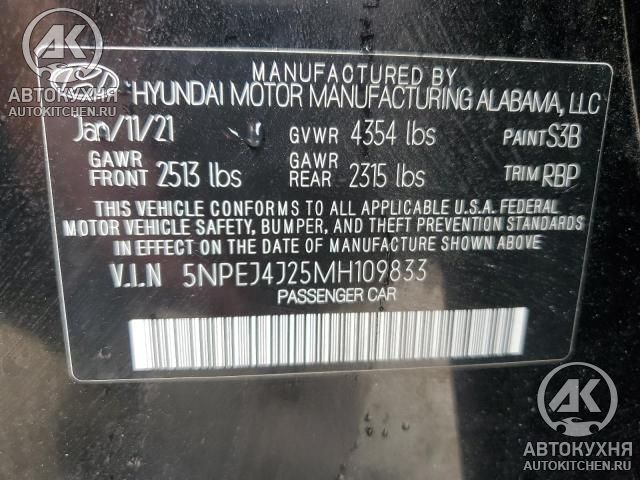 AK
АВТОКУХНЯ
AVTOKITCHEN.RU
MANUFACTURED BY
HYUNDAI MOTOR MANUFACTURING ALABAMA, LLC
Jan/11/21 GVWR 4354 lbs PAINT S3B
GAWR FRONT 2513 lbs GAWR REAR 2315 lbs TRIM RBP
THIS VEHICLE CONFORMS TO ALL APPLICABLE U.S.A. FEDERAL
MOTOR VEHICLE SAFETY, BUMPER, AND THEFT PREVENTION STANDARDS
IN EFFECT ON THE DATE OF MANUFACTURE SHOWN ABOVE.
V.I.N 5NPEJ4J25MH109833
PASSENGER CAR
AK
АВТОКУХНЯ
AVTOKITCHEN.RU